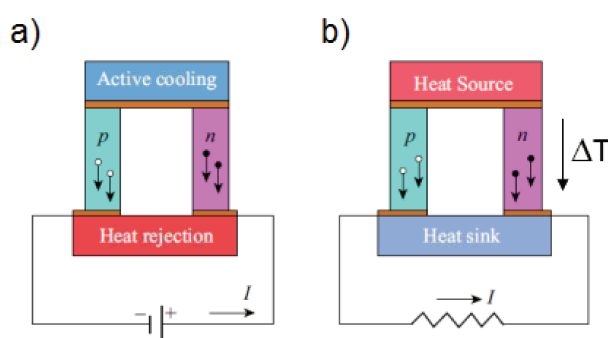 a)
Active cooling
p
n
Heat rejection
− +
I
b)
Heat Source
p
n
ΔT
Heat sink
I